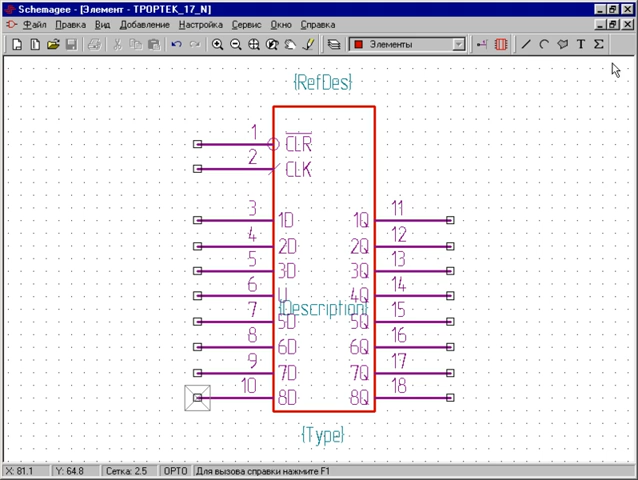 Schemagee - [Элемент - TPOPTEK_17_N]
Файл Правка Вид Добавление Настройка Сервис Окно Справка
Элементы
{RefDes}
1 CLR
2 CLK
3 1D 1Q 11
4 2D 2Q 12
5 3D 3Q 13
6 U 4Q 14
{Description}
7 5D 5Q 15
8 6D 6Q 16
9 7D 7Q 17
10 8D 8Q 18
{Type}
X: 81.1 Y: 64.8 Сетка: 2.5 ОРТО Для вызова справки нажмите F1